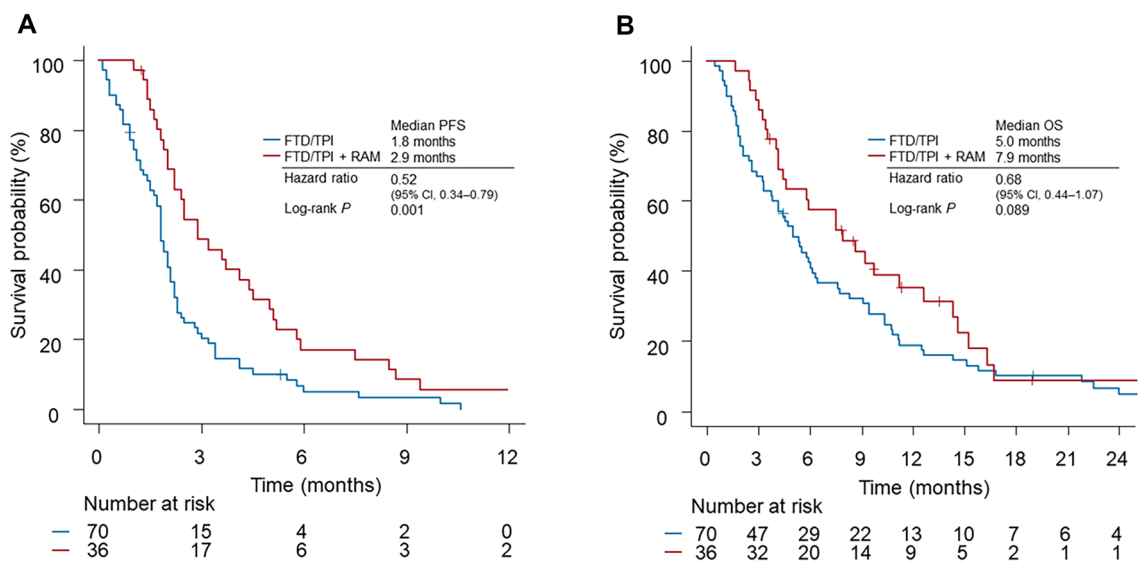 A
Survival probability (%)
100
80
60
40
20
0
Median PFS
FTD/TPI 1.8 months
FTD/TPI + RAM 2.9 months
Hazard ratio 0.52
(95% CI, 0.34–0.79)
Log-rank P 0.001
0 3 6 9 12
Time (months)
Number at risk
70 15 4 2 0
36 17 6 3 2
B
Survival probability (%)
100
80
60
40
20
0
Median OS
FTD/TPI 5.0 months
FTD/TPI + RAM 7.9 months
Hazard ratio 0.68
(95% CI, 0.44–1.07)
Log-rank P 0.089
0 3 6 9 12 15 18 21 24
Time (months)
Number at risk
70 47 29 22 13 10 7 6 4
36 32 20 14 9 5 2 1 1